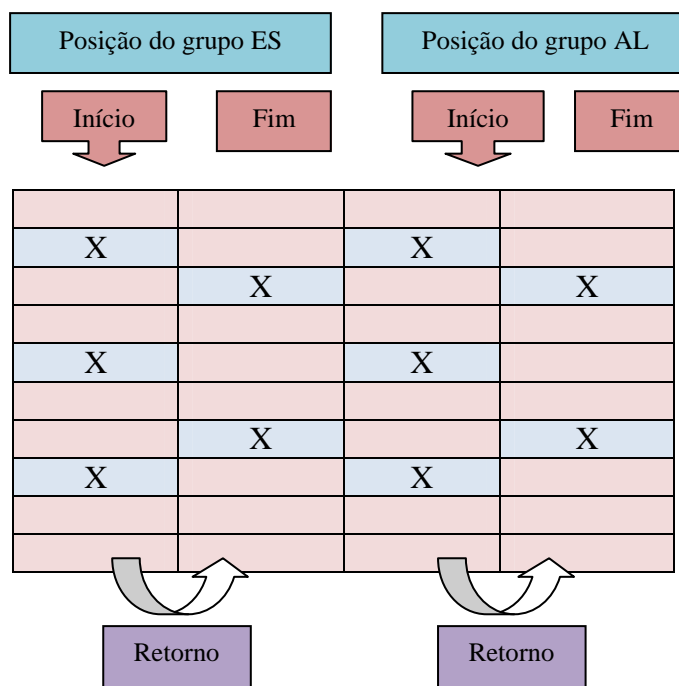 Posição do grupo ES
Posição do grupo AL
Início
Fim
Início
Fim
X
X
X
X
X
X
X
X
X
X
Retorno
Retorno